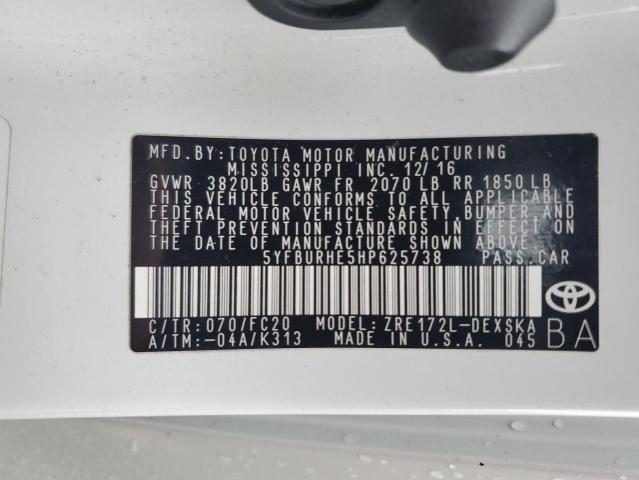 MFD.BY:TOYOTA MOTOR MANUFACTURING
MISSISSIPPI INC. 12/16
GVWR 3820LB GAWR FR 2070 LB RR 1850 LB
THIS VEHICLE CONFORMS TO ALL APPLICABLE
FEDERAL MOTOR VEHICLE SAFETY,BUMPER,AND
THEFT PREVENTION STANDARDS IN EFFECT ON
THE DATE OF MANUFACTURE SHOWN ABOVE.
5YFBURHE5HP625738 PASS.CAR
C/TR:070/FC20 MODEL:ZRE172L-DEXSKA
A/TM:-04A/K313 MADE IN U.S.A. 045
BA